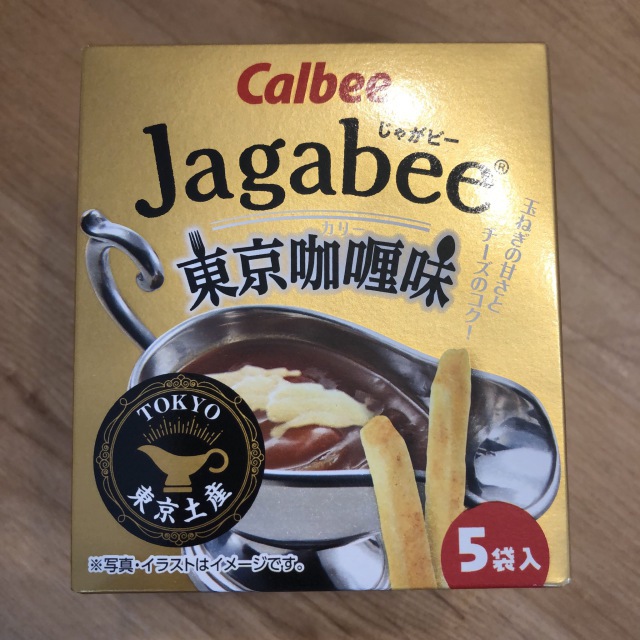 Calbee
じゃがビー
Jagabee®
カリー
東京咖喱味
玉ねぎの甘さと
チーズのコク!
TOKYO
東京土産
5袋入
※写真・イラストはイメージです。